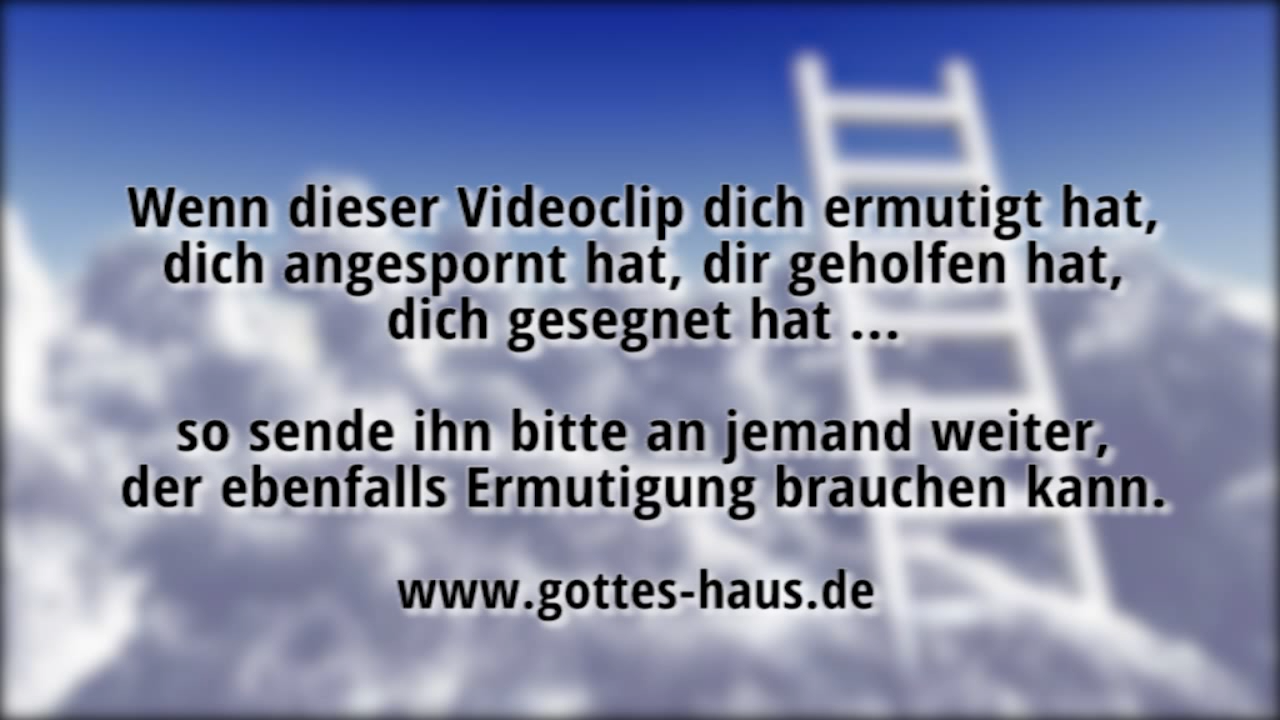 Wenn dieser Videoclip dich ermutigt hat,
dich angespornt hat, dir geholfen hat,
dich gesegnet hat ...
so sende ihn bitte an jemand weiter,
der ebenfalls Ermutigung brauchen kann.
www.gottes-haus.de